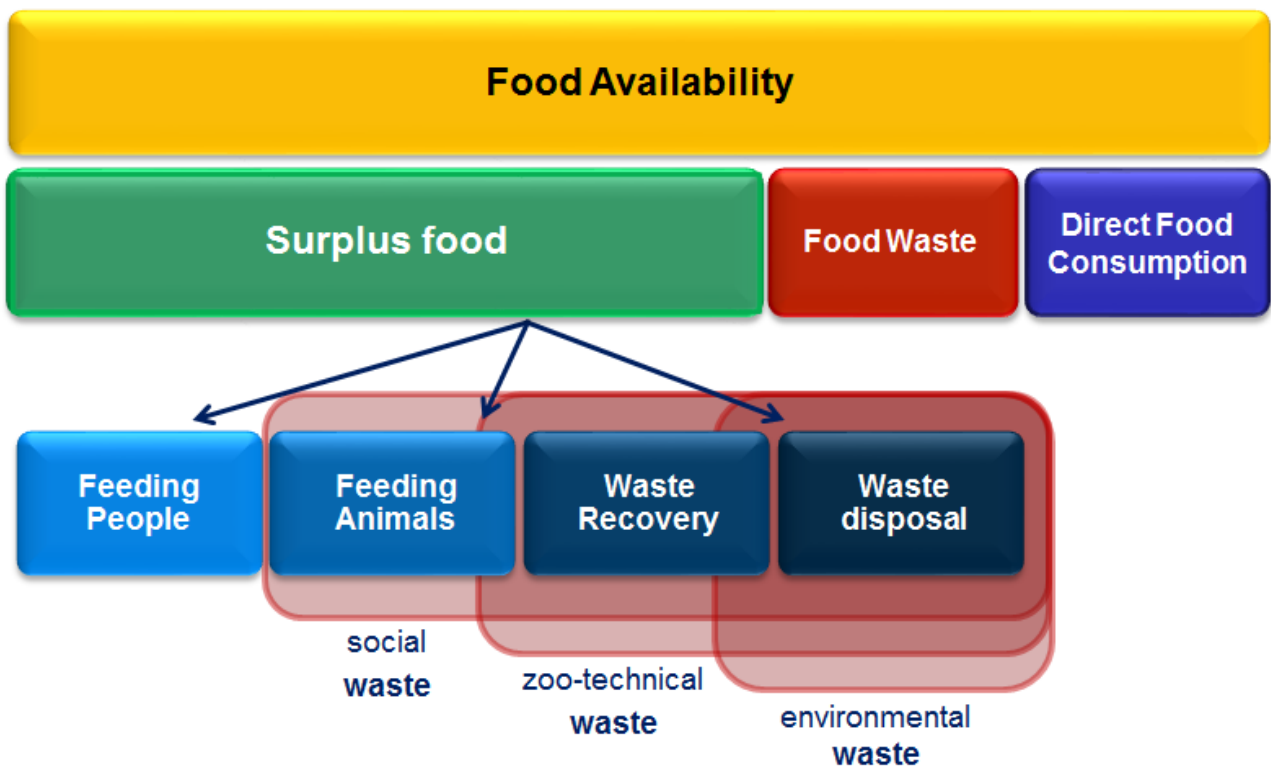 Food Availability
Surplus food
Food Waste
Direct Food
Consumption
Feeding
People
Feeding
Animals
Waste
Recovery
Waste
disposal
social
waste
zoo-technical
waste
environmental
waste